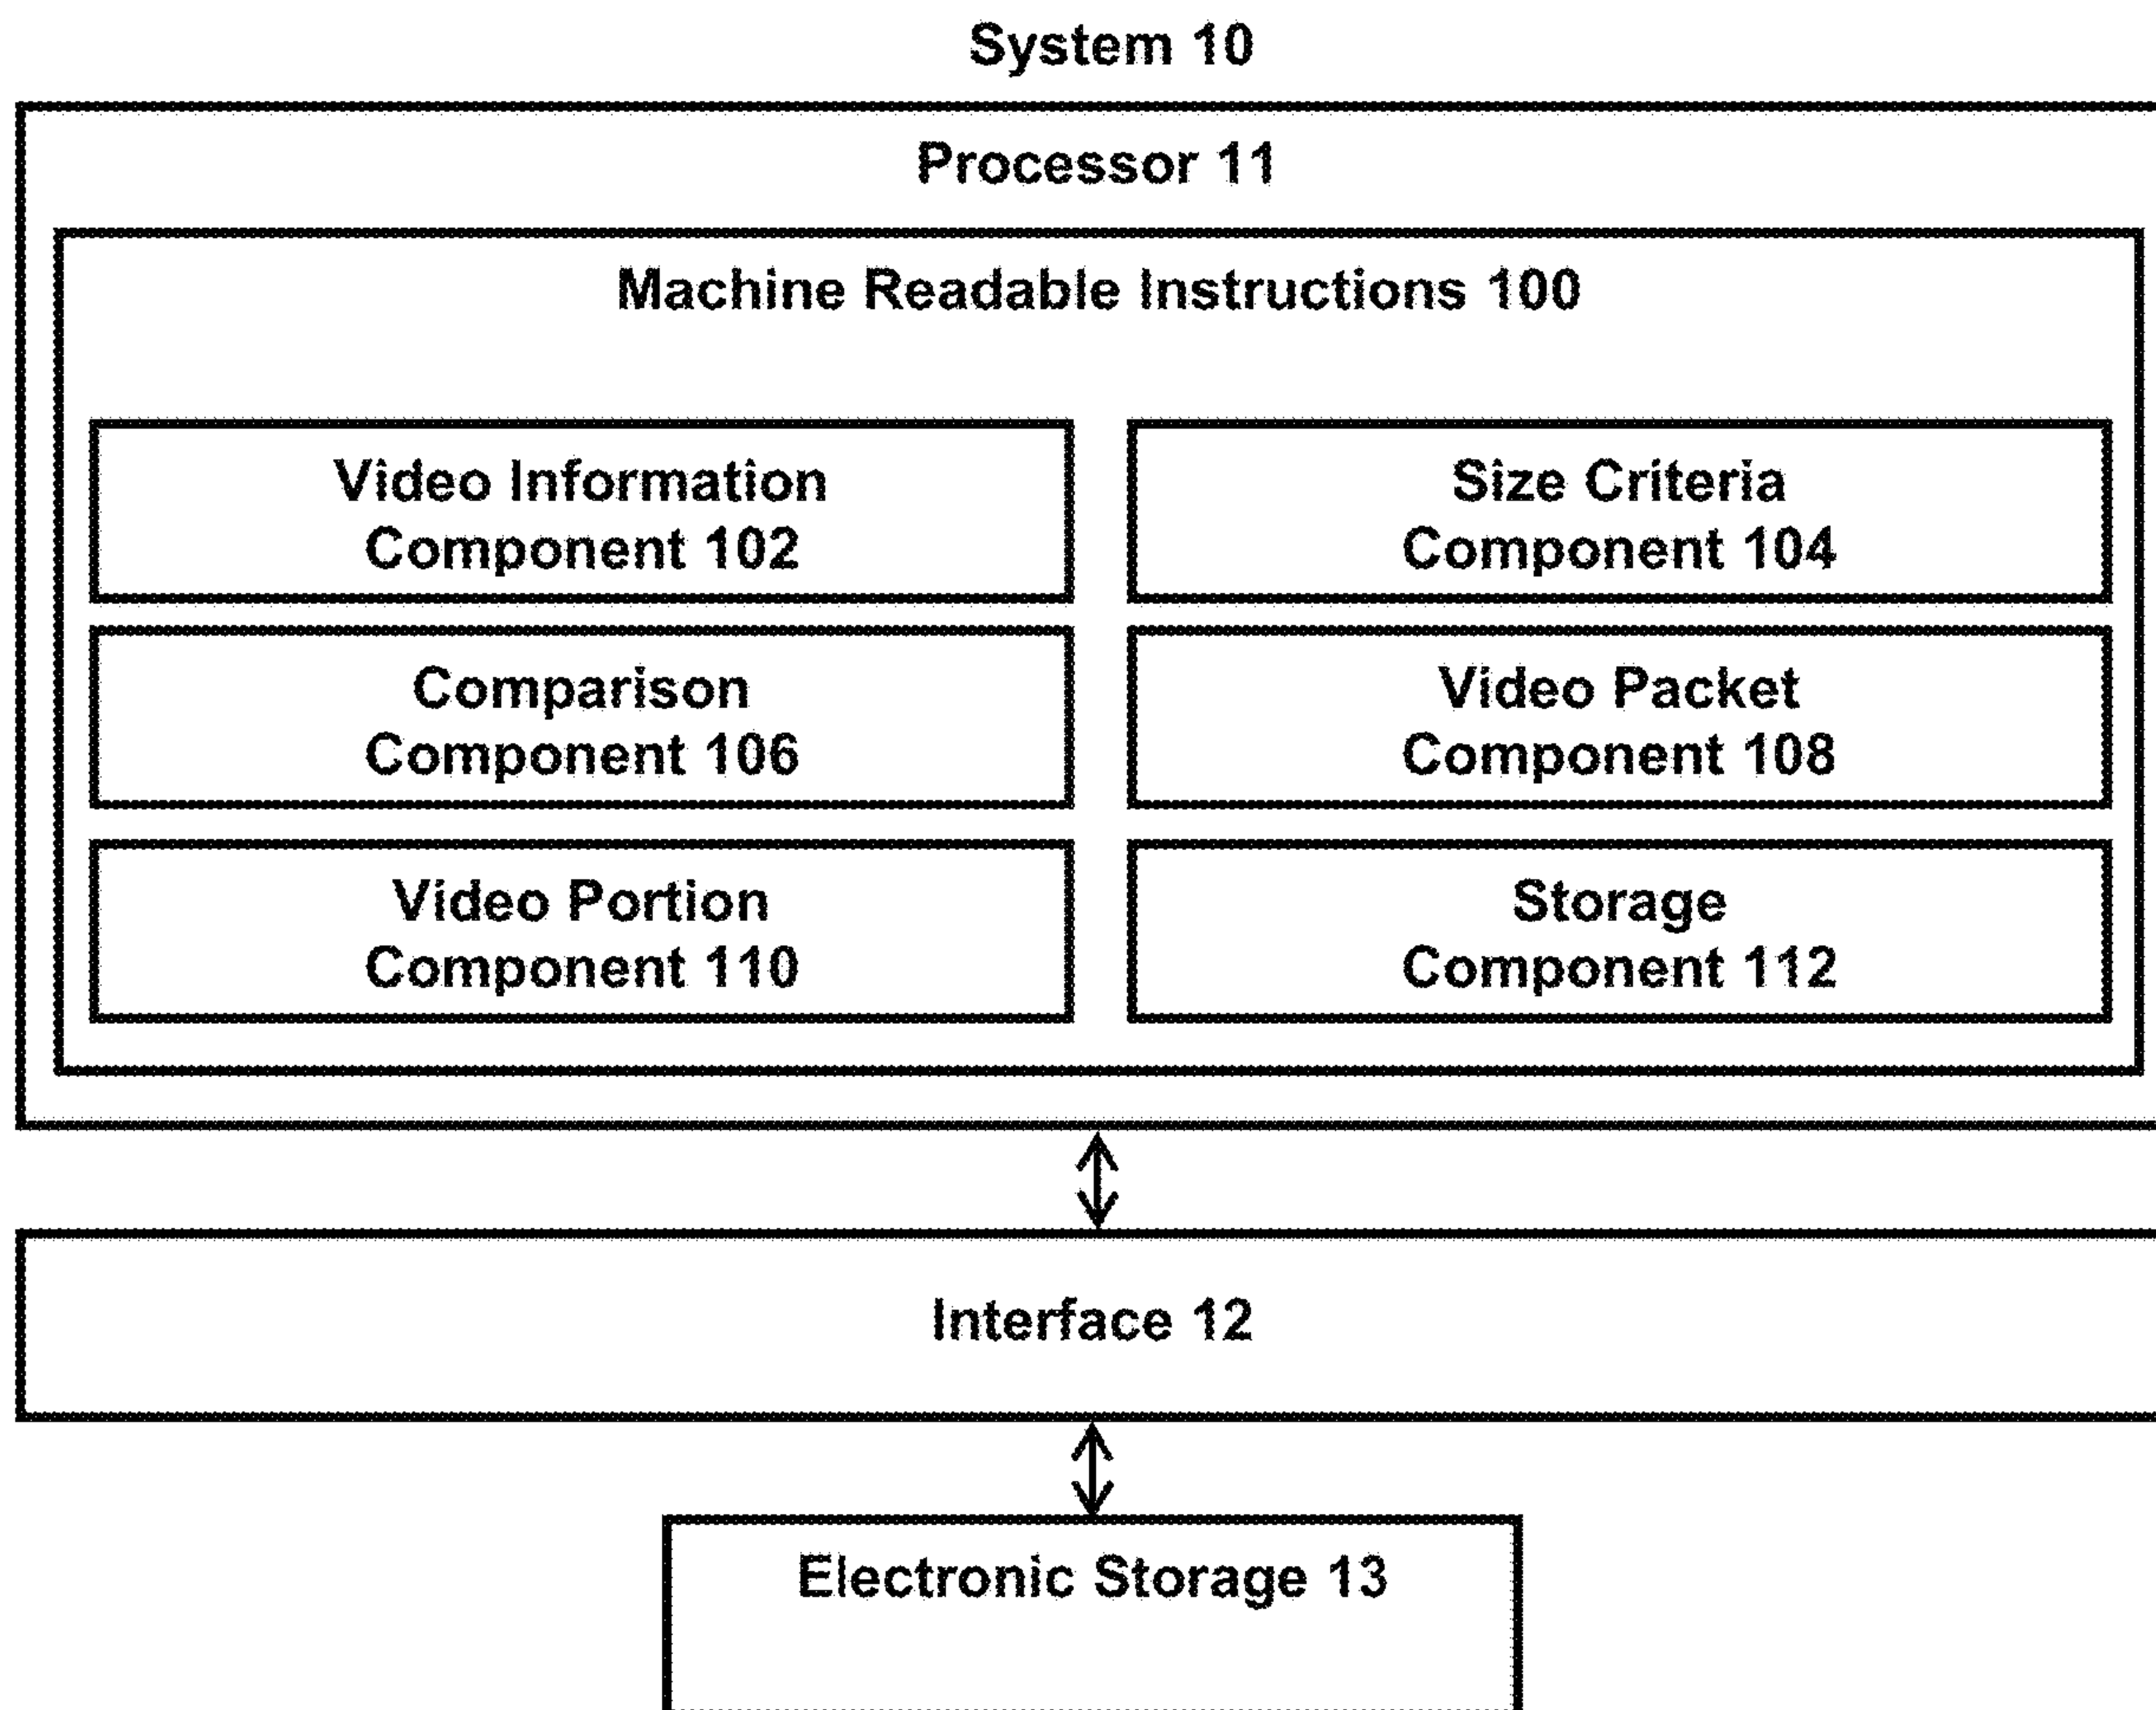 System 10
Processor 11
Machine Readable Instructions 100
Video Information
Component 102
Size Criteria
Component 104
Comparison
Component 106
Video Packet
Component 108
Video Portion
Component 110
Storage
Component 112
Interface 12
Electronic Storage 13